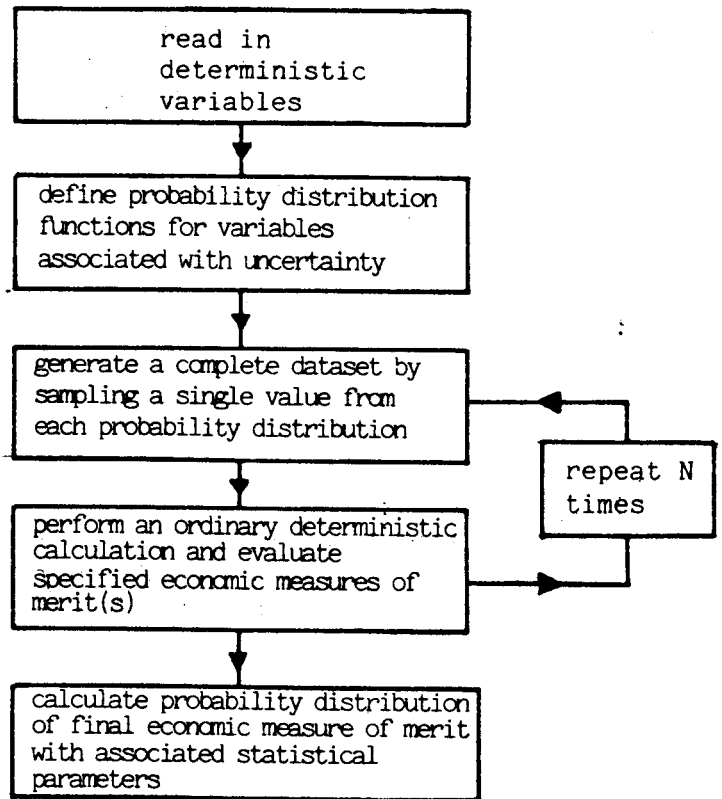 read in
deterministic
variables
define probability distribution
functions for variables
associated with uncertainty
generate a complete dataset by
sampling a single value from
each probability distribution
repeat N
times
perform an ordinary deterministic
calculation and evaluate
specified economic measures of
merit(s)
calculate probability distribution
of final economic measure of merit
with associated statistical
parameters